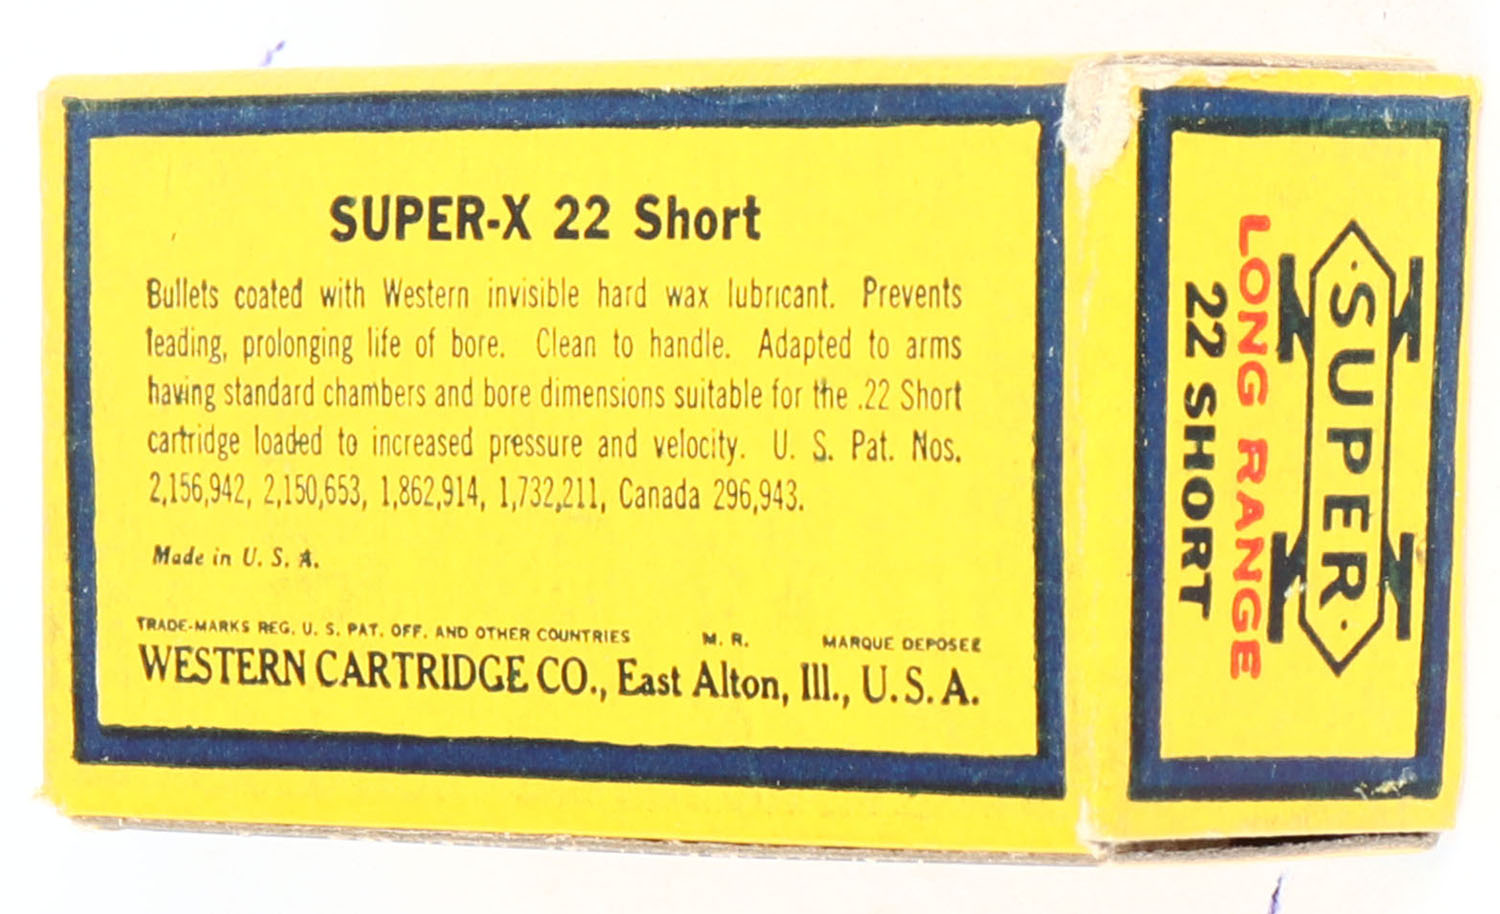 SUPER-X 22 Short
Bullets coated with Western invisible hard wax lubricant. Prevents
leading, prolonging life of bore. Clean to handle. Adapted to arms
having standard chambers and bore dimensions suitable for the .22 Short
cartridge loaded to increased pressure and velocity. U. S. Pat. Nos.
2,156,942, 2,150,653, 1,862,914, 1,732,211, Canada 296,943.
Made in U. S. A.
TRADE-MARKS REG. U. S. PAT. OFF. AND OTHER COUNTRIES M. R. MARQUE DEPOSEE
WESTERN CARTRIDGE CO., East Alton, Ill., U. S. A.
·SUPER·
X
LONG RANGE
22 SHORT